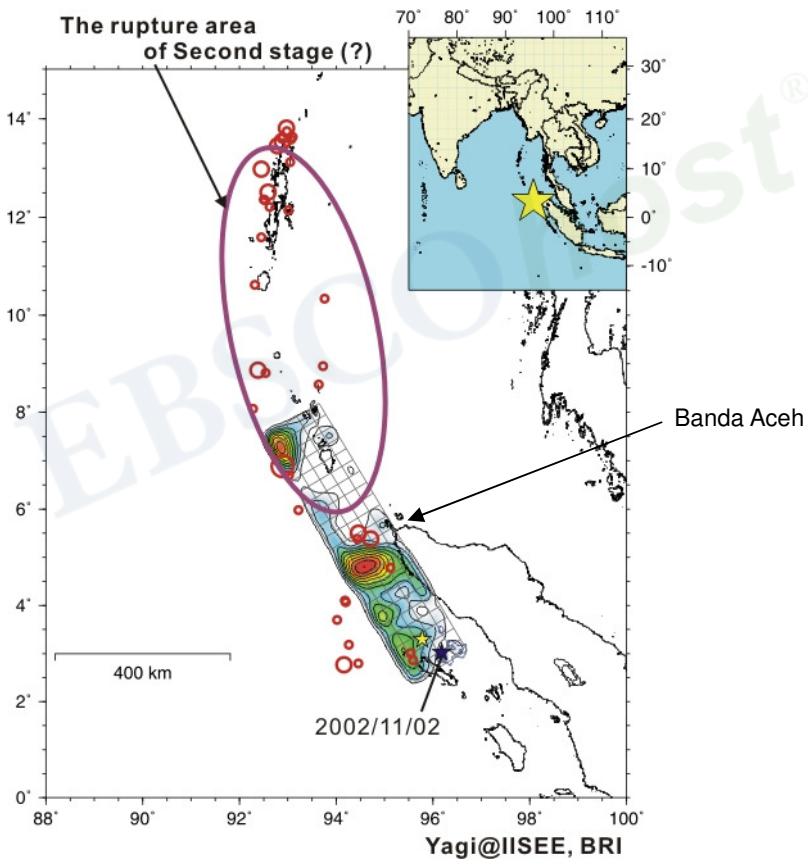 The rupture area
of Second stage (?)
70° 80° 90° 100° 110°
30°
20°
10°
0°
-10°
14°
12°
10°
8°
6°
4°
2°
0°
Banda Aceh
400 km
2002/11/02
88° 90° 92° 94° 96° 98° 100°
Yagi@IISEE, BRI
EBSCOhost®